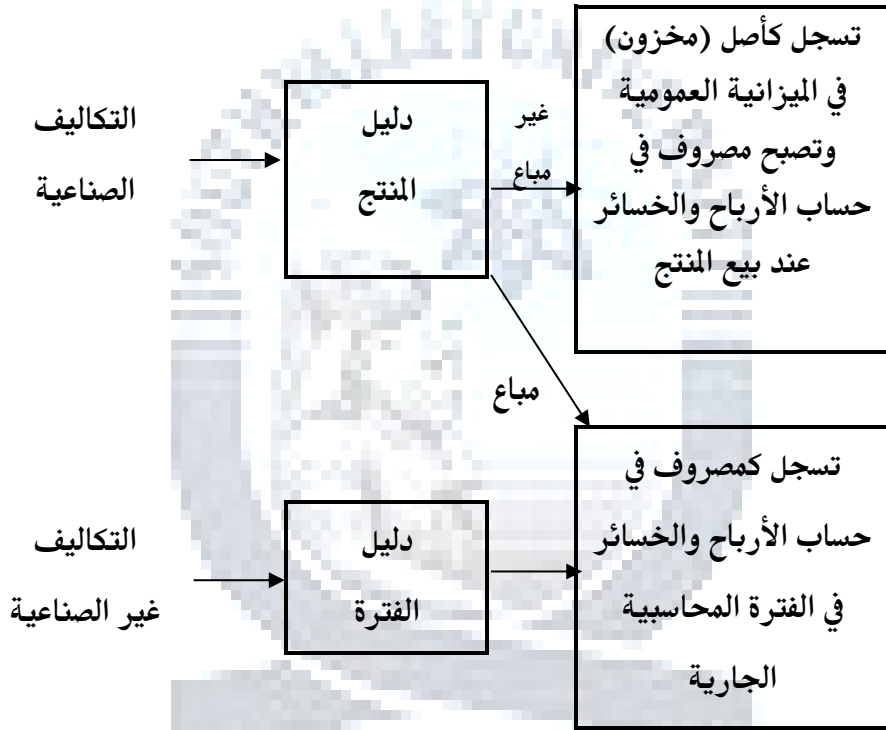 التكاليف
الصناعية
دليل
المنتج
غير
مباع
تسجل كأصل (مخزون)
في الميزانية العمومية
وتصبح مصروف في
حساب الأرباح والخسائر
عند بيع المنتج
مباع
التكاليف
غير الصناعية
دليل
الفترة
تسجل كمصروف في
حساب الأرباح والخسائر
في الفترة المحاسبية
الجارية